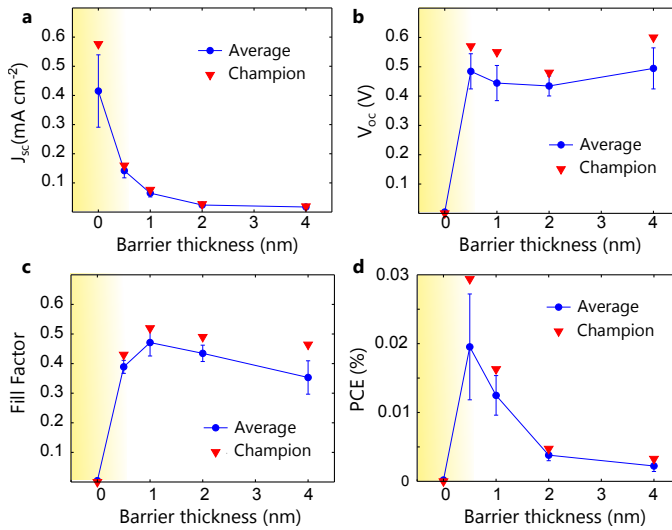 a
0.6
0.5
0.4
0.3
0.2
0.1
J_sc(mA cm⁻²)
Average
Champion
0 1 2 3 4
Barrier thickness (nm)
b
0.6
0.5
0.4
0.3
0.2
0.1
V_oc (V)
Average
Champion
0 1 2 3 4
Barrier thickness (nm)
c
0.5
0.4
0.3
0.2
0.1
Fill Factor
Average
Champion
0 1 2 3 4
Barrier thickness (nm)
d
0.03
0.02
0.01
0
PCE (%)
Average
Champion
0 1 2 3 4
Barrier thickness (nm)